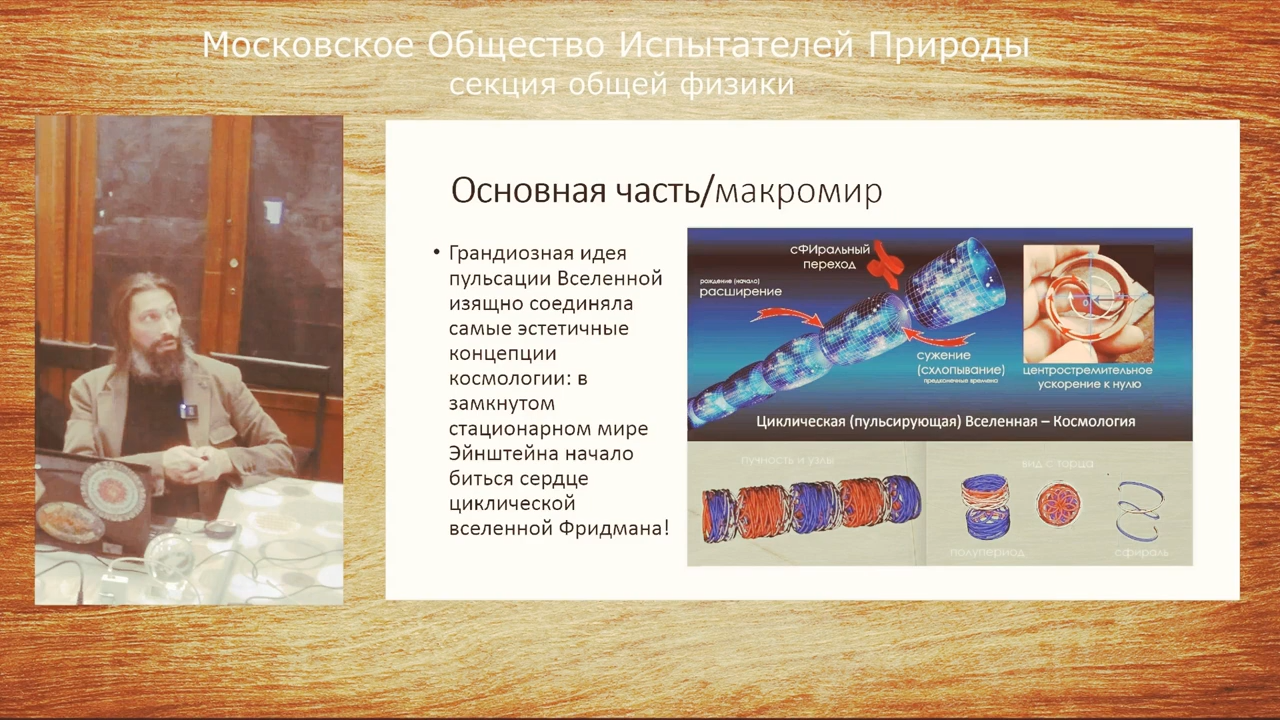 Московское Общество Испытателей Природы
секция общей физики
Основная часть/макромир
• Грандиозная идея
пульсации Вселенной
изящно соединяла
самые эстетичные
концепции
космологии: в
замкнутом
стационарном мире
Эйнштейна начало
биться сердце
циклической
вселенной Фридмана!
сФИральный
переход
рождение (начало)
расширение
сужение
(схлопывание)
предконечные времена
центростремительное
ускорение к нулю
Циклическая (пульсирующая) Вселенная – Космология
пучность и узлы
вид с торца
полупериод
сфираль